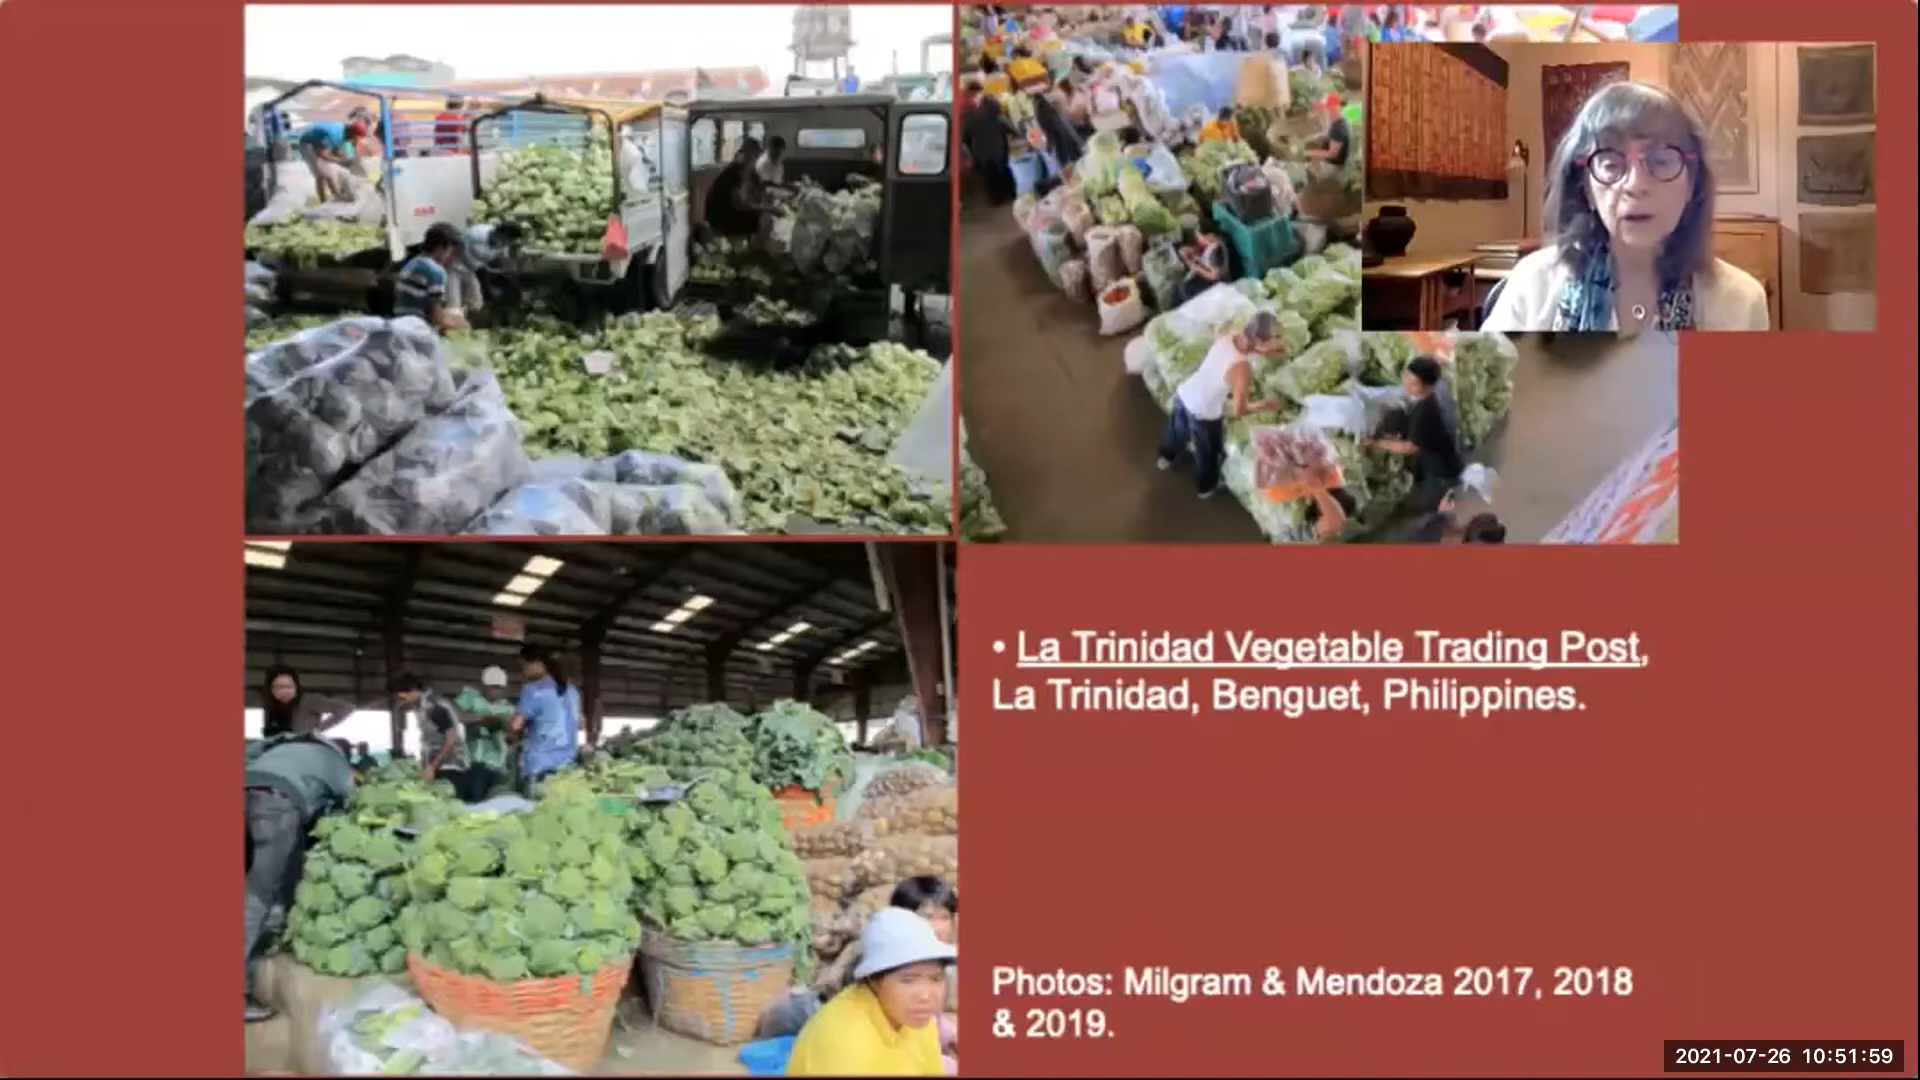 • La Trinidad Vegetable Trading Post,
La Trinidad, Benguet, Philippines.
Photos: Milgram & Mendoza 2017, 2018
& 2019.
2021-07-26 10:51:59